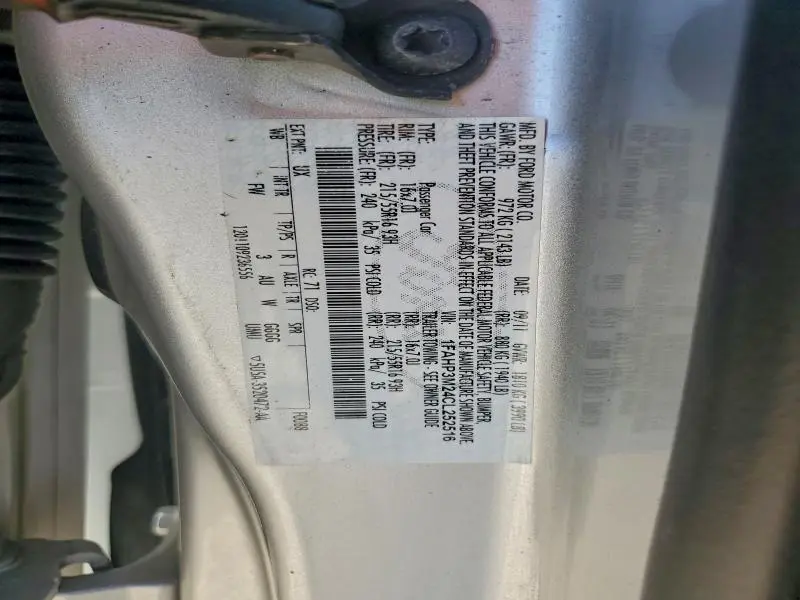 MFD. BY FORD MOTOR CO.
DATE: 09/11 GVWR: 1810 KG ( 3990 LB)
GAWR: (FR): 972 KG ( 2143 LB) (RR): 880 KG ( 1940 LB)
THIS VEHICLE CONFORMS TO ALL APPLICABLE FEDERAL MOTOR VEHICLE SAFETY, BUMPER,
AND THEFT PREVENTION STANDARDS IN EFFECT ON THE DATE OF MANUFACTURE SHOWN ABOVE.
VIN: 1FAHP3M24CL252516
TYPE: Passenger Car TRAILER TOWING - SEE OWNER GUIDE
RIM: (FR): 16x7.0J (RR): 16x7.0J
TIRE: (FR): 215/55R16 93H (RR): 215/55R16 93H
PRESSURE: (FR): 240 kPa/ 35 PSI COLD (RR): 240 kPa/ 35 PSI COLD
RC: 71 DSO:
EXT PNT: UX F0088
WB INT TR TP/PS R AXLE TR SPR
FW 3 AU W GGGG
UNU